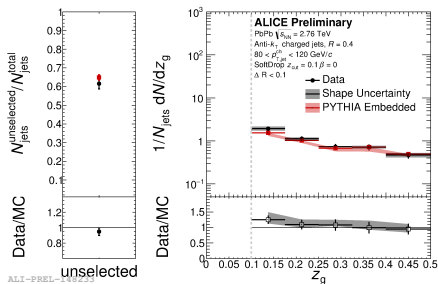 ALICE Preliminary
PbPb √sNN = 2.76 TeV
Anti-kT charged jets, R = 0.4
80 < p^ch_T,jet < 120 GeV/c
SoftDrop zcut = 0.1 β = 0
Δ R < 0.1
Data
Shape Uncertainty
PYTHIA Embedded
N^unselected_jets / N^total_jets
1
0.9
0.8
0.7
0.6
0.5
0.4
0.3
0.2
0.1
1/Njets dN/dzg
10³
10²
10
1
10⁻¹
Data/MC
1.2
1
0.8
unselected
Data/MC
1.5
1
0.5
0
0 0.05 0.1 0.15 0.2 0.25 0.3 0.35 0.4 0.45 0.5
zg
ALI-PREL-148233